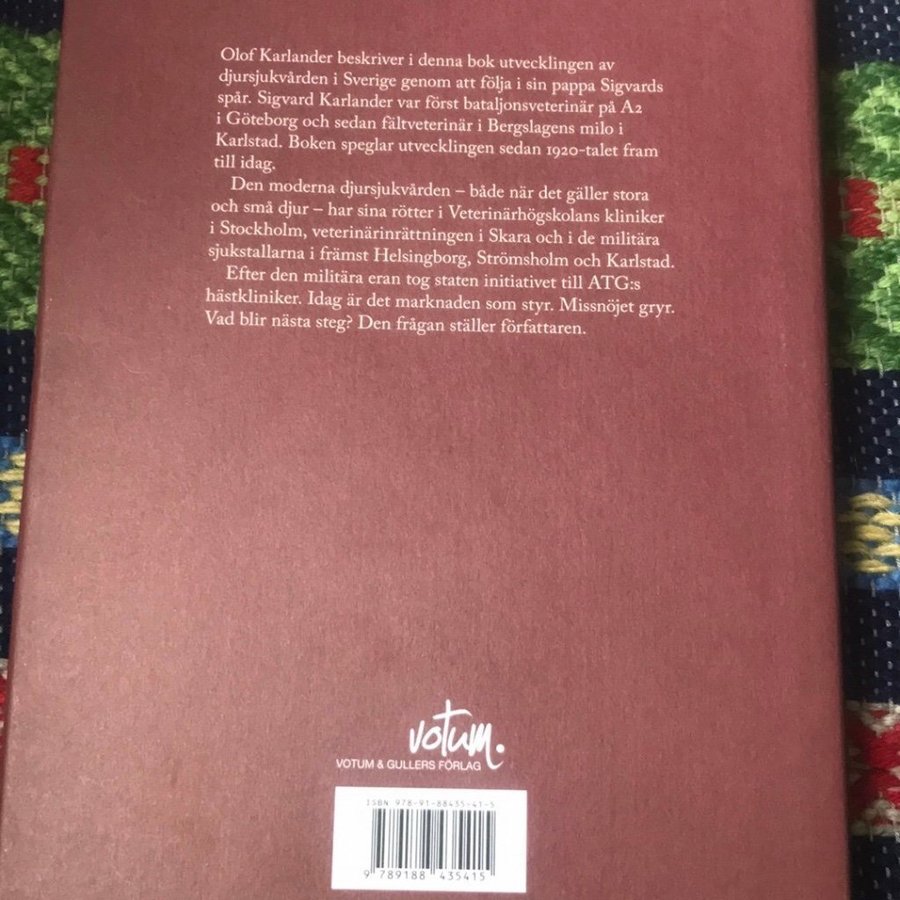 Olof Karlander beskriver i denna bok utvecklingen av
djursjukvården i Sverige genom att följa i sin pappa Sigvards
spår. Sigvard Karlander var först bataljonsveterinär på A2
i Göteborg och sedan fältveterinär i Bergslagens milo i
Karlstad. Boken speglar utvecklingen sedan 1920-talet fram
till idag.
Den moderna djursjukvården – både när det gäller stora
och små djur – har sina rötter i Veterinärhögskolans kliniker
i Stockholm, veterinärinrättningen i Skara och i de militära
sjukstallarna i främst Helsingborg, Strömsholm och Karlstad.
Efter den militära eran tog staten initiativet till ATG:s
hästkliniker. Idag är det marknaden som styr. Missnöjet gryr.
Vad blir nästa steg? Den frågan ställer författaren.
votum.
VOTUM & GULLERS FÖRLAG
ISBN 978-91-88435-41-5
9 789188 435415